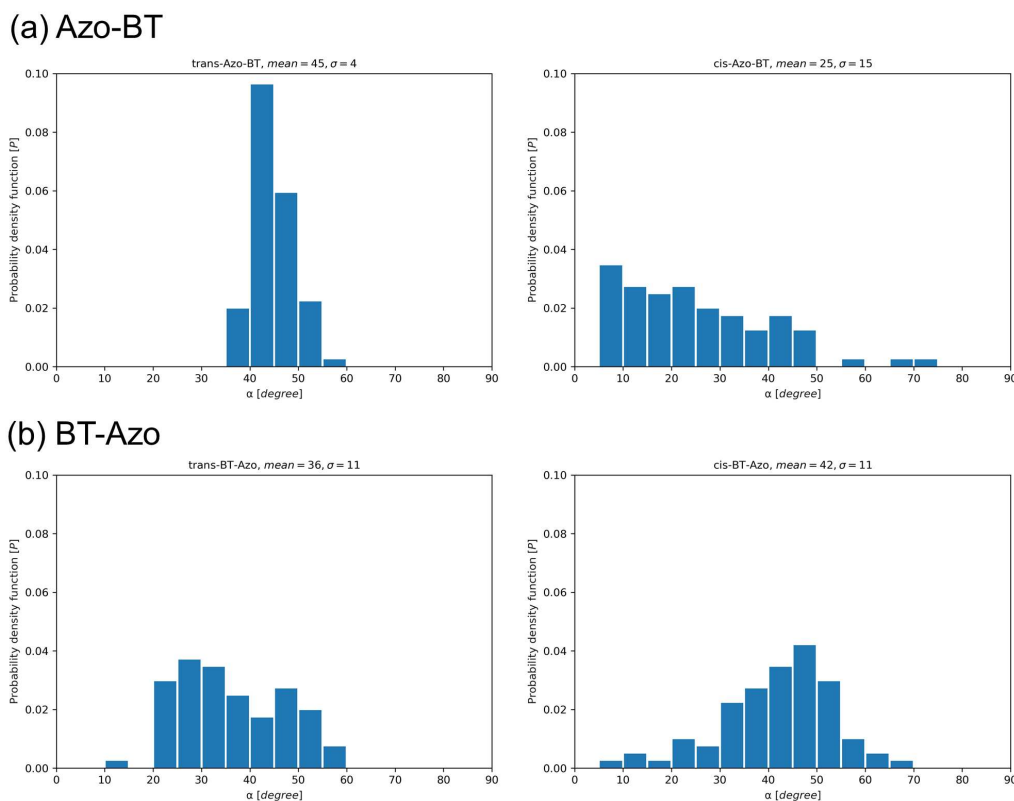 (a) Azo-BT
trans-Azo-BT, mean = 45, σ = 4
0.10
0.08
0.06
0.04
0.02
0.00
Probability density function [P]
0 10 20 30 40 50 60 70 80 90
α [degree]
cis-Azo-BT, mean = 25, σ = 15
0.10
0.08
0.06
0.04
0.02
0.00
Probability density function [P]
0 10 20 30 40 50 60 70 80 90
α [degree]
(b) BT-Azo
trans-BT-Azo, mean = 36, σ = 11
0.10
0.08
0.06
0.04
0.02
0.00
Probability density function [P]
0 10 20 30 40 50 60 70 80 90
α [degree]
cis-BT-Azo, mean = 42, σ = 11
0.10
0.08
0.06
0.04
0.02
0.00
Probability density function [P]
0 10 20 30 40 50 60 70 80 90
α [degree]